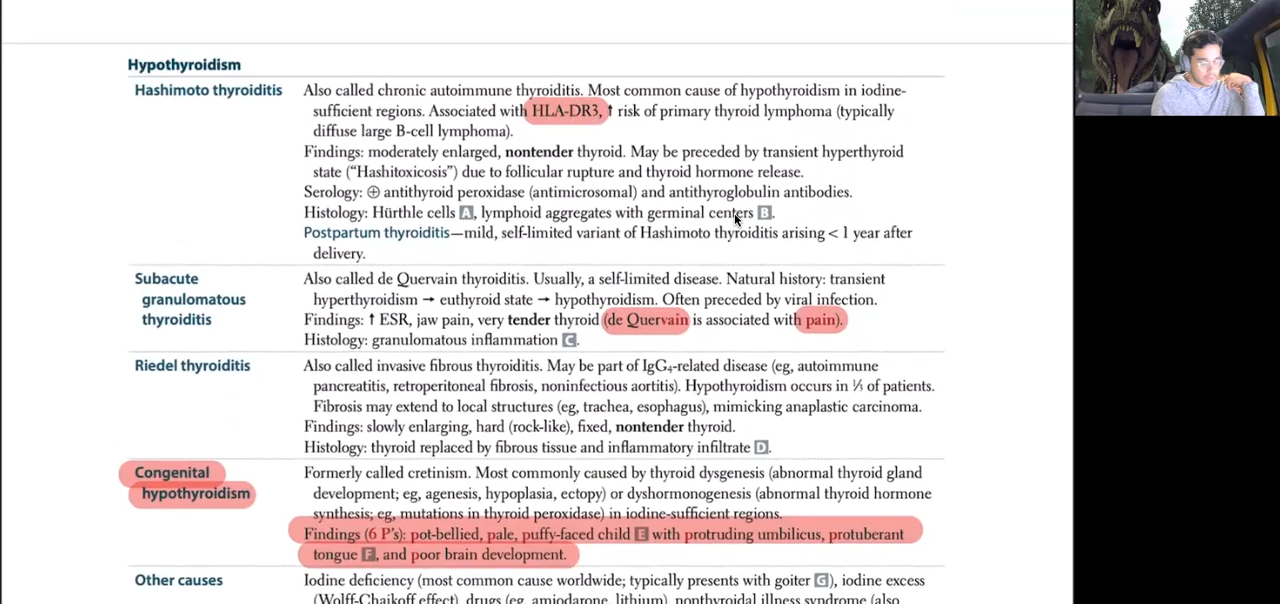 Hypothyroidism
Hashimoto thyroiditis
Also called chronic autoimmune thyroiditis. Most common cause of hypothyroidism in iodine-
sufficient regions. Associated with HLA-DR3, ↑ risk of primary thyroid lymphoma (typically
diffuse large B-cell lymphoma).
Findings: moderately enlarged, nontender thyroid. May be preceded by transient hyperthyroid
state (“Hashitoxicosis”) due to follicular rupture and thyroid hormone release.
Serology: ⊕ antithyroid peroxidase (antimicrosomal) and antithyroglobulin antibodies.
Histology: Hürthle cells A, lymphoid aggregates with germinal centers B.
Postpartum thyroiditis—mild, self-limited variant of Hashimoto thyroiditis arising < 1 year after
delivery.
Subacute
granulomatous
thyroiditis
Also called de Quervain thyroiditis. Usually, a self-limited disease. Natural history: transient
hyperthyroidism → euthyroid state → hypothyroidism. Often preceded by viral infection.
Findings: ↑ ESR, jaw pain, very tender thyroid (de Quervain is associated with pain).
Histology: granulomatous inflammation C.
Riedel thyroiditis
Also called invasive fibrous thyroiditis. May be part of IgG₄-related disease (eg, autoimmune
pancreatitis, retroperitoneal fibrosis, noninfectious aortitis). Hypothyroidism occurs in ⅓ of patients.
Fibrosis may extend to local structures (eg, trachea, esophagus), mimicking anaplastic carcinoma.
Findings: slowly enlarging, hard (rock-like), fixed, nontender thyroid.
Histology: thyroid replaced by fibrous tissue and inflammatory infiltrate D.
Congenital
hypothyroidism
Formerly called cretinism. Most commonly caused by thyroid dysgenesis (abnormal thyroid gland
development; eg, agenesis, hypoplasia, ectopy) or dyshormonogenesis (abnormal thyroid hormone
synthesis; eg, mutations in thyroid peroxidase) in iodine-sufficient regions.
Findings (6 P’s): pot-bellied, pale, puffy-faced child E with protruding umbilicus, protuberant
tongue F, and poor brain development.
Other causes
Iodine deficiency (most common cause worldwide; typically presents with goiter G), iodine excess
(Wolff-Chaikoff effect), drugs (eg, amiodarone, lithium), nonthyroidal illness syndrome (also